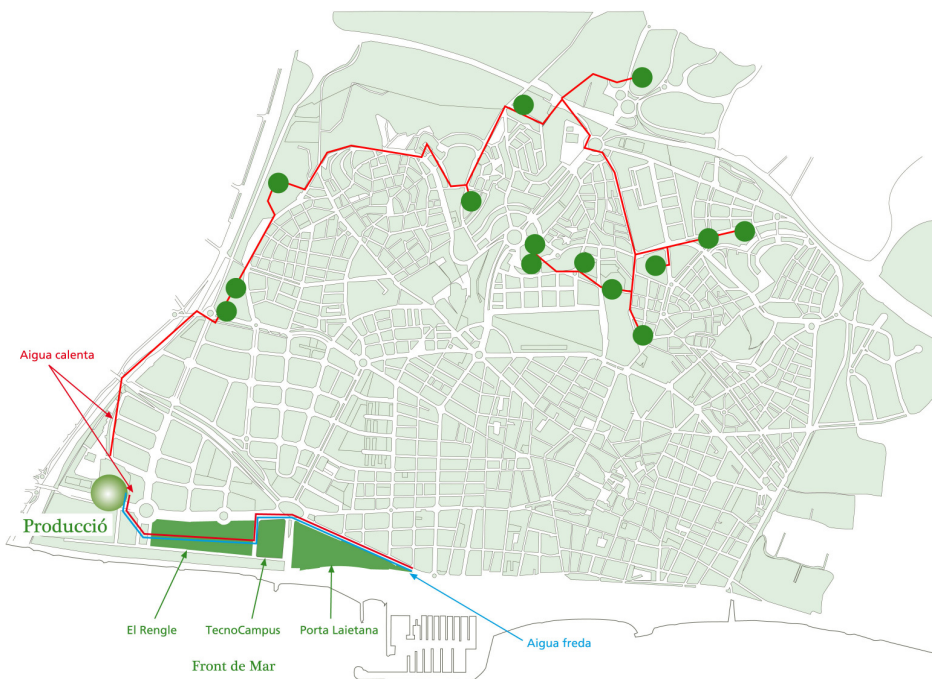 Aigua calenta
Producció
El Rengle
TecnoCampus
Porta Laietana
Aigua freda
Front de Mar